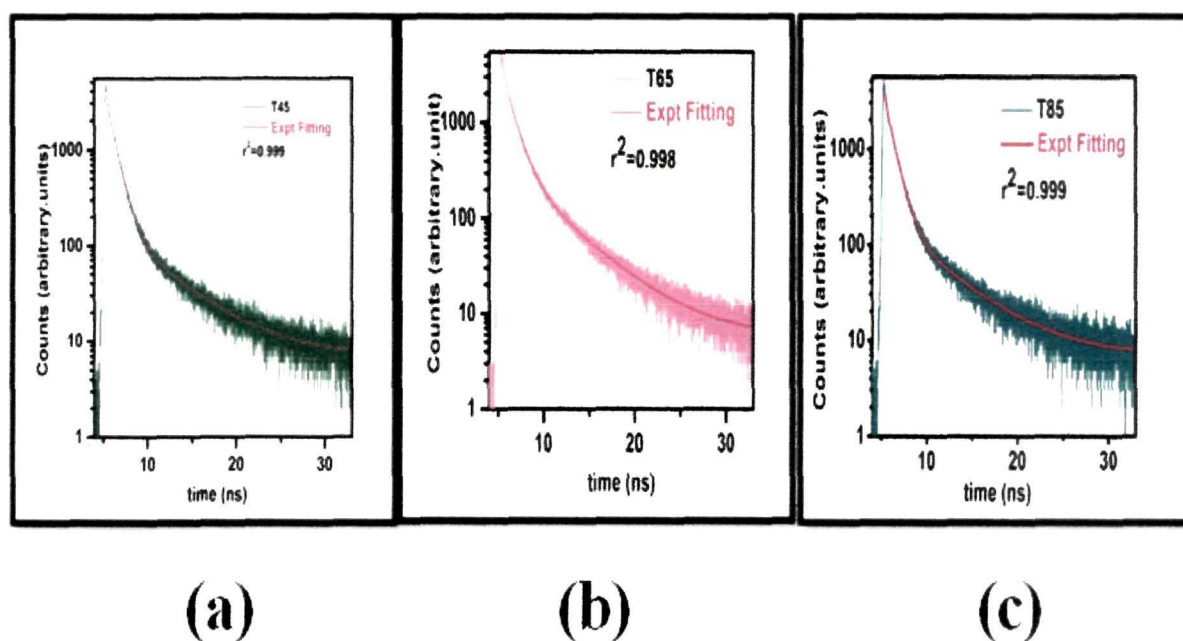 T45
Expt Fitting
r²=0.999
Counts (arbitrary.units)
1000
100
10
1
10 20 30
time (ns)
T65
Expt Fitting
r²=0.998
Counts (arbitrary.unit)
1000
100
10
1
10 20 30
time (ns)
T85
Expt Fitting
r²=0.999
Counts (arbitrary.units)
1000
100
10
1
10 20 30
time (ns)
(a) (b) (c)